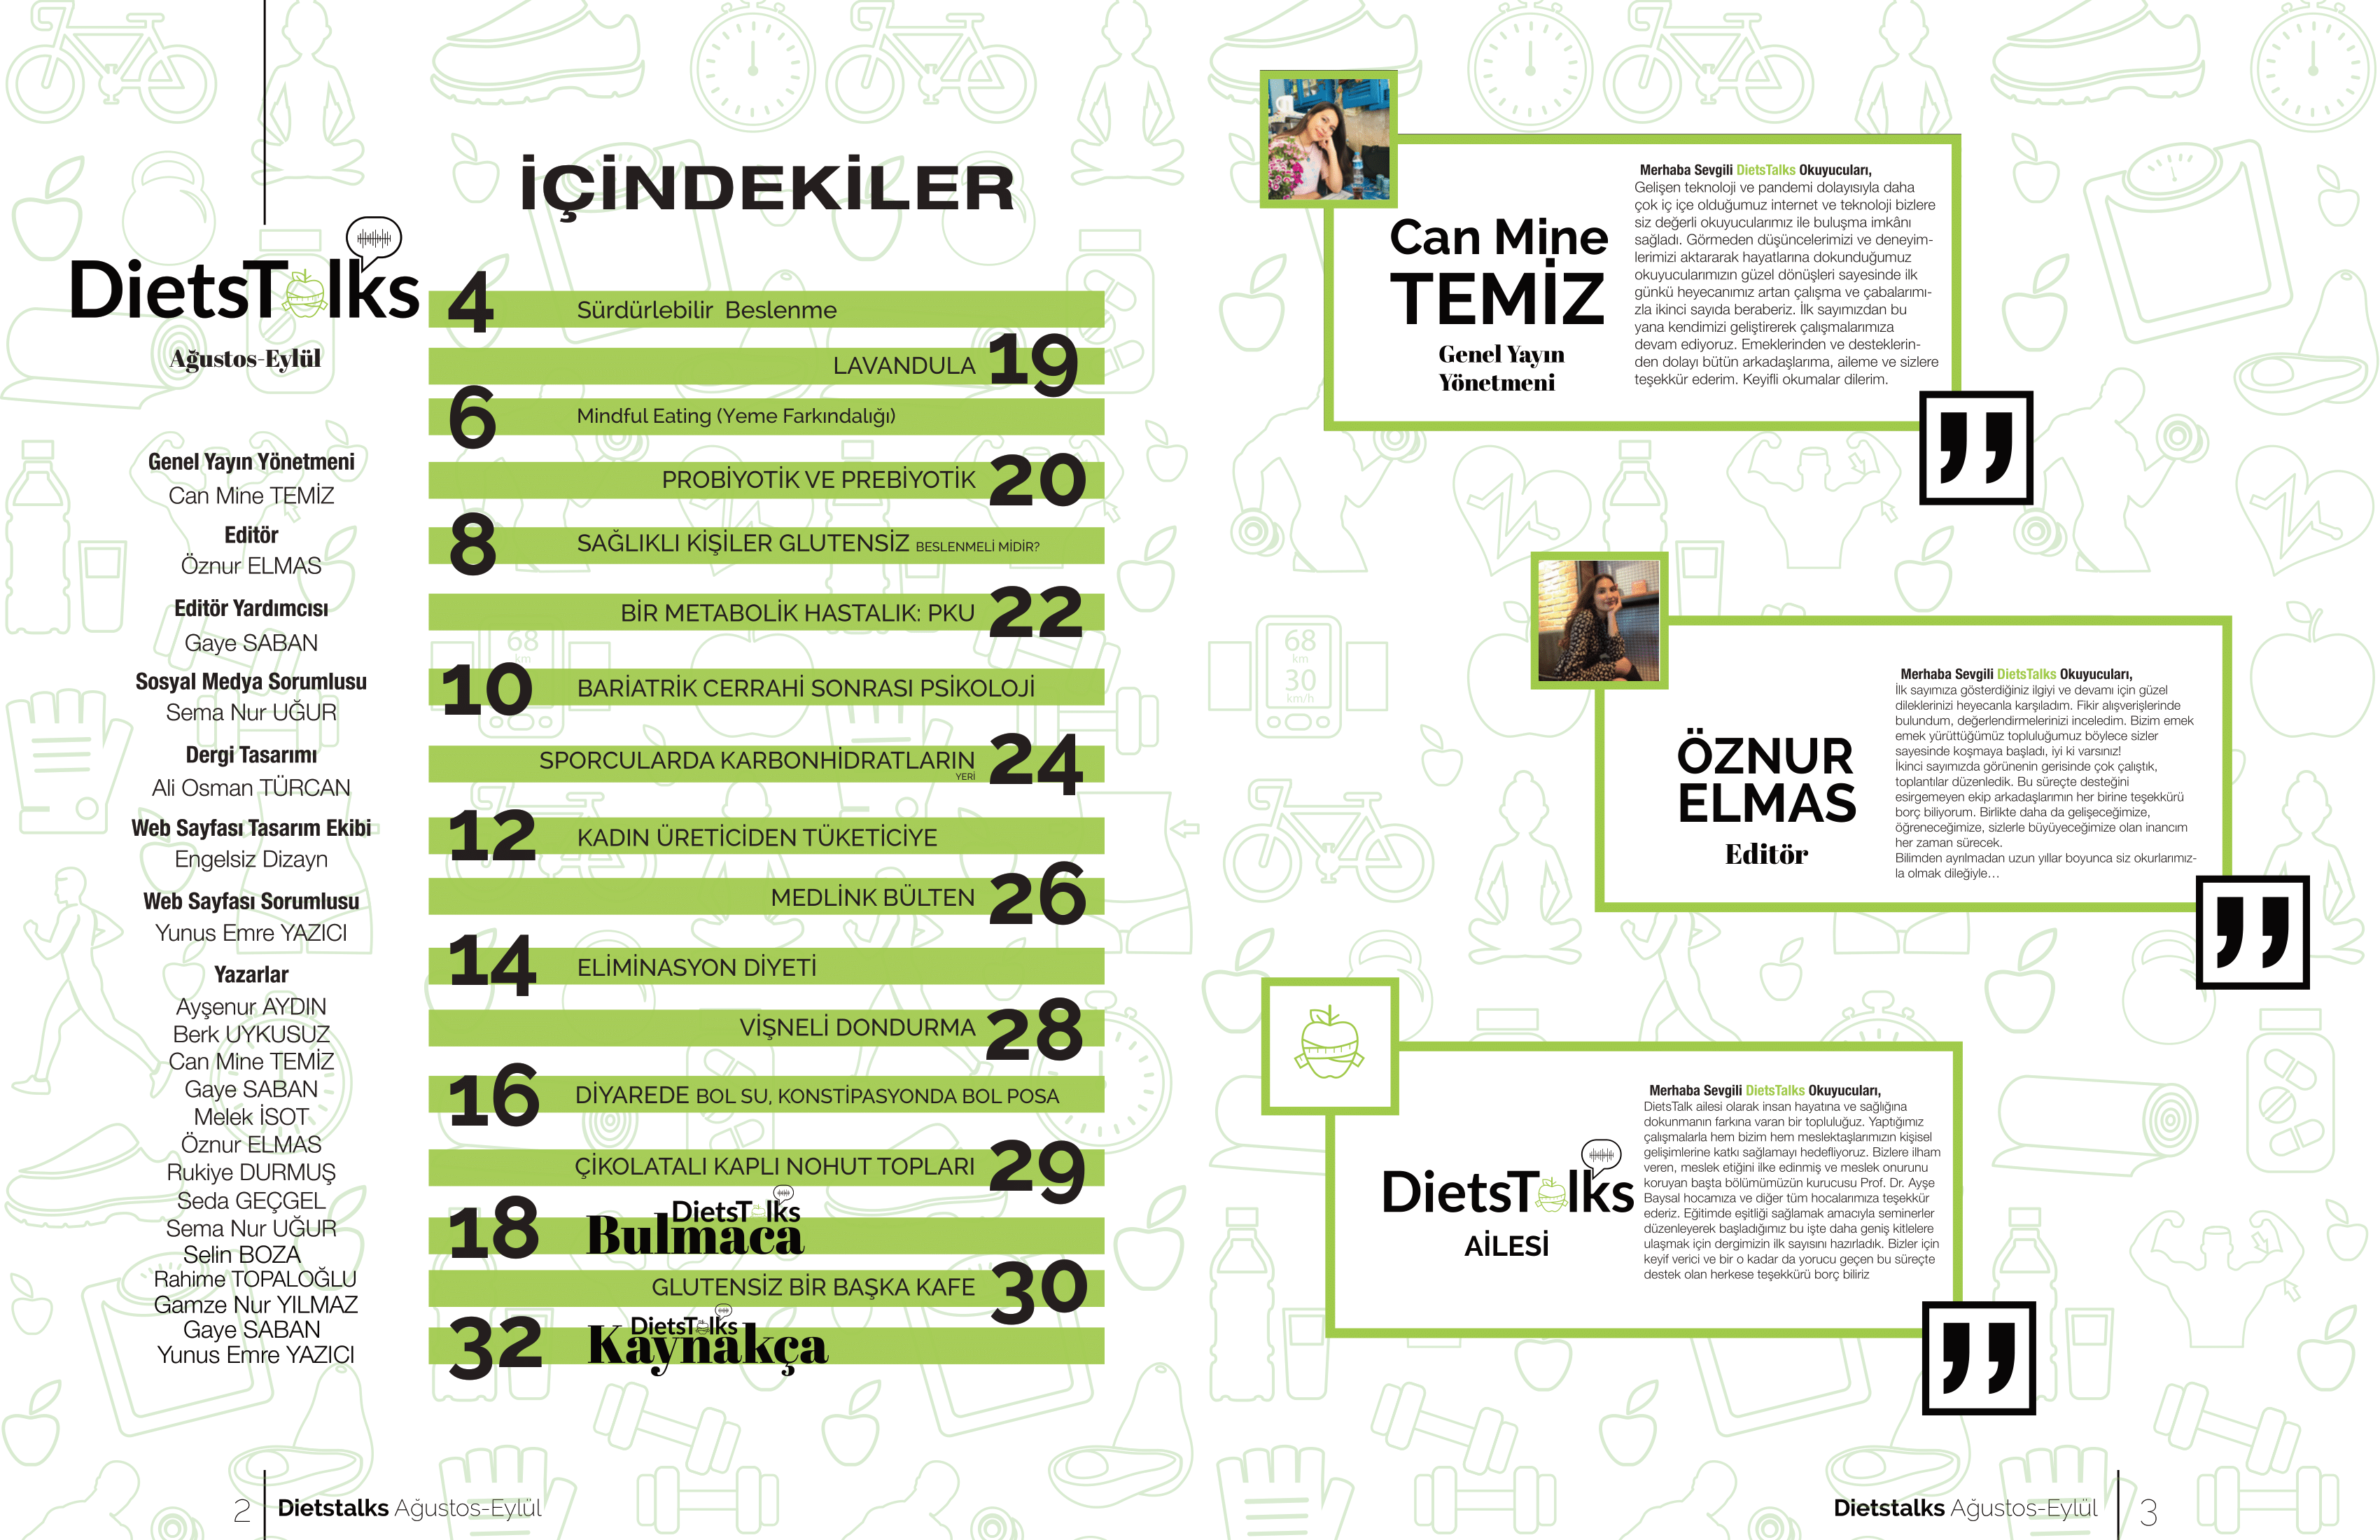 DietsTalks
Ağustos-Eylül
Genel Yayın Yönetmeni
Can Mine TEMİZ
Editör
Öznur ELMAS
Editör Yardımcısı
Gaye SABAN
Sosyal Medya Sorumlusu
Sema Nur UĞUR
Dergi Tasarımı
Ali Osman TÜRCAN
Web Sayfası Tasarım Ekibi
Engelsiz Dizayn
Web Sayfası Sorumlusu
Yunus Emre YAZICI
Yazarlar
Ayşenur AYDIN
Berk UYKUSUZ
Can Mine TEMİZ
Gaye SABAN
Melek İSOT
Öznur ELMAS
Rukiye DURMUŞ
Seda GEÇGEL
Sema Nur UĞUR
Selin BOZA
Rahime TOPALOĞLU
Gamze Nur YILMAZ
Gaye SABAN
Yunus Emre YAZICI
İÇİNDEKİLER
4 Sürdürlebilir Beslenme
LAVANDULA 19
6 Mindful Eating (Yeme Farkındalığı)
PROBİYOTİK VE PREBİYOTİK 20
8 SAĞLIKLI KİŞİLER GLUTENSİZ BESLENMELİ MİDİR?
BİR METABOLİK HASTALIK: PKU 22
10 BARİATRİK CERRAHİ SONRASI PSİKOLOJİ
SPORCULARDA KARBONHİDRATLARIN 24
YERİ
12 KADIN ÜRETİCİDEN TÜKETİCİYE
MEDLİNK BÜLTEN 26
14 ELİMİNASYON DİYETİ
VİŞNELİ DONDURMA 28
16 DİYAREDE BOL SU, KONSTİPASYONDA BOL POSA
ÇİKOLATALI KAPLI NOHUT TOPLARI 29
DietsTalks
18 Bulmaca
GLUTENSİZ BİR BAŞKA KAFE 30
DietsTalks
32 Kaynakça
68
km
2 Dietstalks Ağustos-Eylül
Can Mine
TEMİZ
Genel Yayın
Yönetmeni
Merhaba Sevgili DietsTalks Okuyucuları,
Gelişen teknoloji ve pandemi dolayısıyla daha
çok iç içe olduğumuz internet ve teknoloji bizlere
siz değerli okuyucularımız ile buluşma imkânı
sağladı. Görmeden düşüncelerimizi ve deneyim-
lerimizi aktararak hayatlarına dokunduğumuz
okuyucularımızın güzel dönüşleri sayesinde ilk
günkü heyecanımız artan çalışma ve çabalarımı-
zla ikinci sayıda beraberiz. İlk sayımızdan bu
yana kendimizi geliştirerek çalışmalarımıza
devam ediyoruz. Emeklerinden ve desteklerin-
den dolayı bütün arkadaşlarıma, aileme ve sizlere
teşekkür ederim. Keyifli okumalar dilerim.
68
km
30
km/h
ÖZNUR
ELMAS
Editör
Merhaba Sevgili DietsTalks Okuyucuları,
İlk sayımıza gösterdiğiniz ilgiyi ve devamı için güzel
dileklerinizi heyecanla karşıladım. Fikir alışverişlerinde
bulundum, değerlendirmelerinizi inceledim. Bizim emek
emek yürüttüğümüz topluluğumuz böylece sizler
sayesinde koşmaya başladı, iyi ki varsınız!
İkinci sayımızda görünenin gerisinde çok çalıştık,
toplantılar düzenledik. Bu süreçte desteğini
esirgemeyen ekip arkadaşlarımın her birine teşekkürü
borç biliyorum. Birlikte daha da gelişeceğimize,
öğreneceğimize, sizlerle büyüyeceğimize olan inancım
her zaman sürecek.
Bilimden ayrılmadan uzun yıllar boyunca siz okurlarımız-
la olmak dileğiyle…
DietsTalks
AİLESİ
Merhaba Sevgili DietsTalks Okuyucuları,
DietsTalk ailesi olarak insan hayatına ve sağlığına
dokunmanın farkına varan bir topluluğuz. Yaptığımız
çalışmalarla hem bizim hem meslektaşlarımızın kişisel
gelişimlerine katkı sağlamayı hedefliyoruz. Bizlere ilham
veren, meslek etiğini ilke edinmiş ve meslek onurunu
koruyan başta bölümümüzün kurucusu Prof. Dr. Ayşe
Baysal hocamıza ve diğer tüm hocalarımıza teşekkür
ederiz. Eğitimde eşitliği sağlamak amacıyla seminerler
düzenleyerek başladığımız bu işte daha geniş kitlelere
ulaşmak için dergimizin ilk sayısını hazırladık. Bizler için
keyif verici ve bir o kadar da yorucu geçen bu süreçte
destek olan herkese teşekkürü borç biliriz
Dietstalks Ağustos-Eylül 3